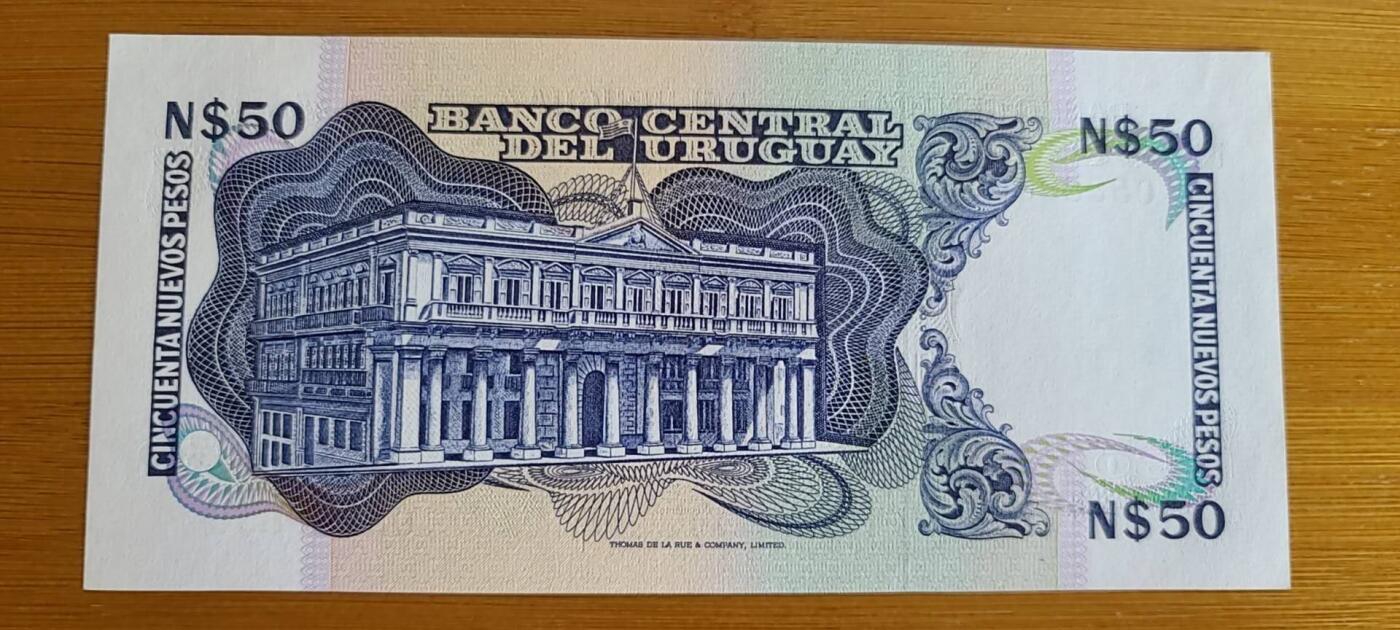 N$50
BANCO CENTRAL
DEL URUGUAY
N$50
CINCUENTA NUEVOS PESOS
CINCUENTA NUEVOS PESOS
N$50
THOMAS DE LA RUE & COMPANY, LIMITED.